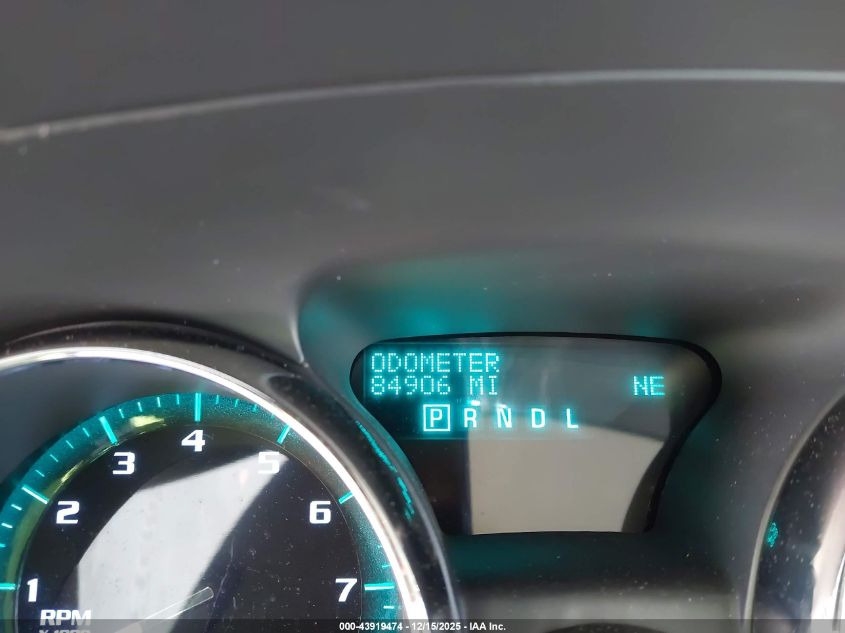 ODOMETER
84906 MI NE
P R N D L
1 2 3 4 5 6 7
RPM
000-43919474 - 12/15/2025 - IAA Inc.